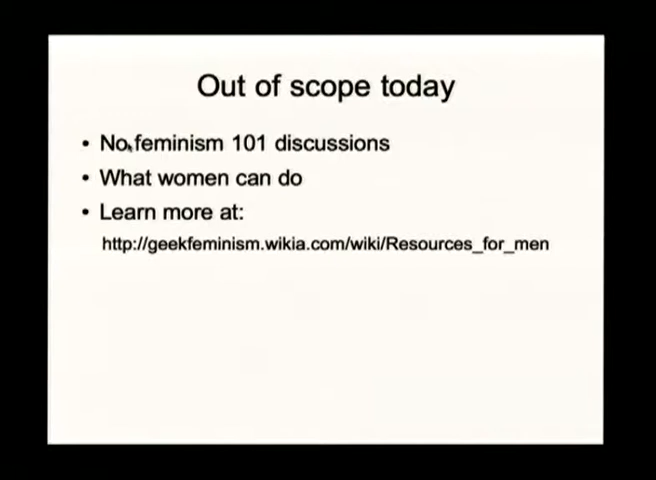 Out of scope today
• No feminism 101 discussions
• What women can do
• Learn more at:
http://geekfeminism.wikia.com/wiki/Resources_for_men